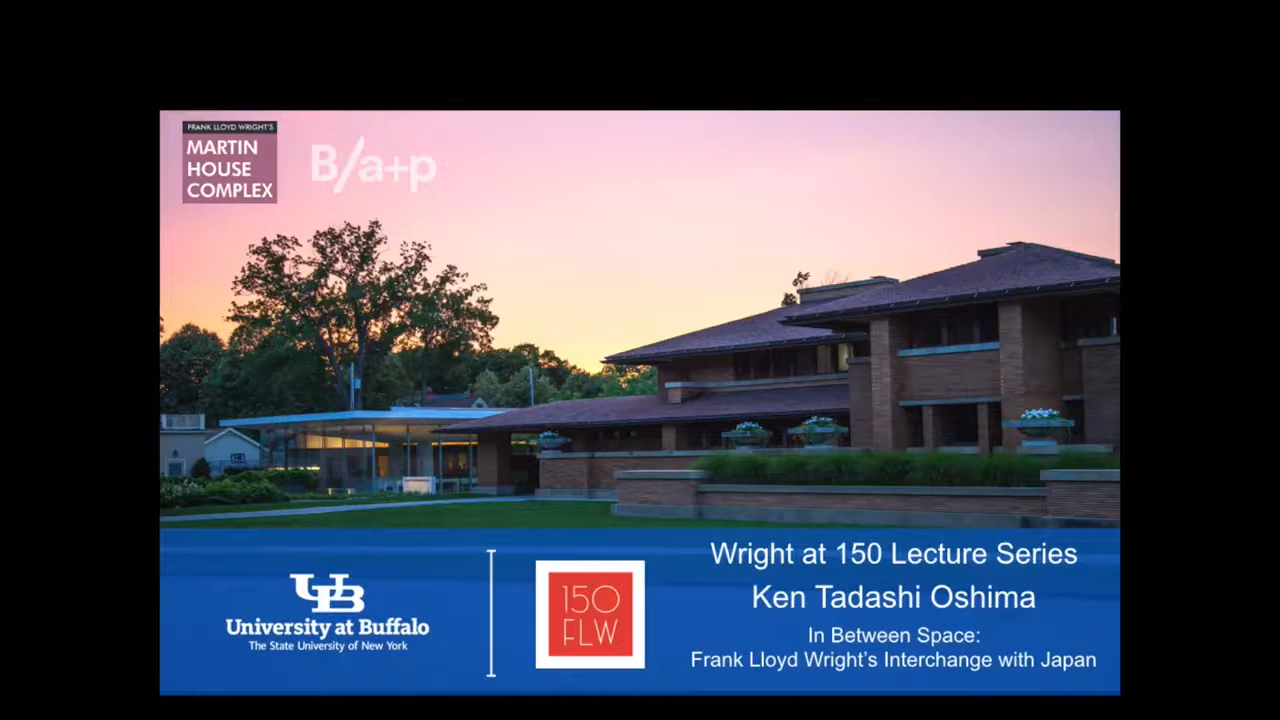 FRANK LLOYD WRIGHT'S
MARTIN
HOUSE
COMPLEX
B/a+p
UB
University at Buffalo
The State University of New York
150
FLW
Wright at 150 Lecture Series
Ken Tadashi Oshima
In Between Space:
Frank Lloyd Wright's Interchange with Japan